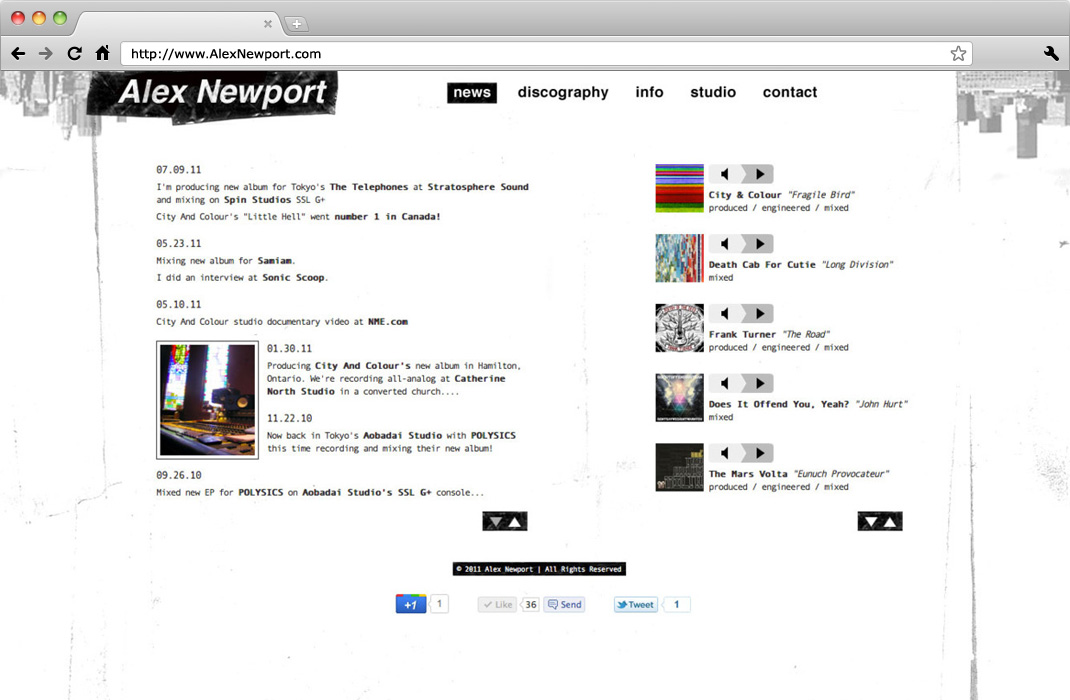 http://www.AlexNewport.com
Alex Newport
news discography info studio contact
07.09.11
I'm producing new album for Tokyo's The Telephones at Stratosphere Sound
and mixing on Spin Studios SSL G+
City And Colour's "Little Hell" went number 1 in Canada!
05.23.11
Mixing new album for Samiam.
I did an interview at Sonic Scoop.
05.10.11
City And Colour studio documentary video at NME.com
01.30.11
Producing City And Colour's new album in Hamilton,
Ontario. We're recording all-analog at Catherine
North Studio in a converted church....
11.22.10
Now back in Tokyo's Aobadai Studio with POLYSICS
this time recording and mixing their new album!
09.26.10
Mixed new EP for POLYSICS on Aobadai Studio's SSL G+ console...
City & Colour "Fragile Bird"
produced / engineered / mixed
Death Cab For Cutie "Long Division"
mixed
Frank Turner "The Road"
produced / engineered / mixed
Does It Offend You, Yeah? "John Hurt"
mixed
The Mars Volta "Eunuch Provocateur"
produced / engineered / mixed
© 2011 Alex Newport | All Rights Reserved
+1 1 Like 36 Send Tweet 1